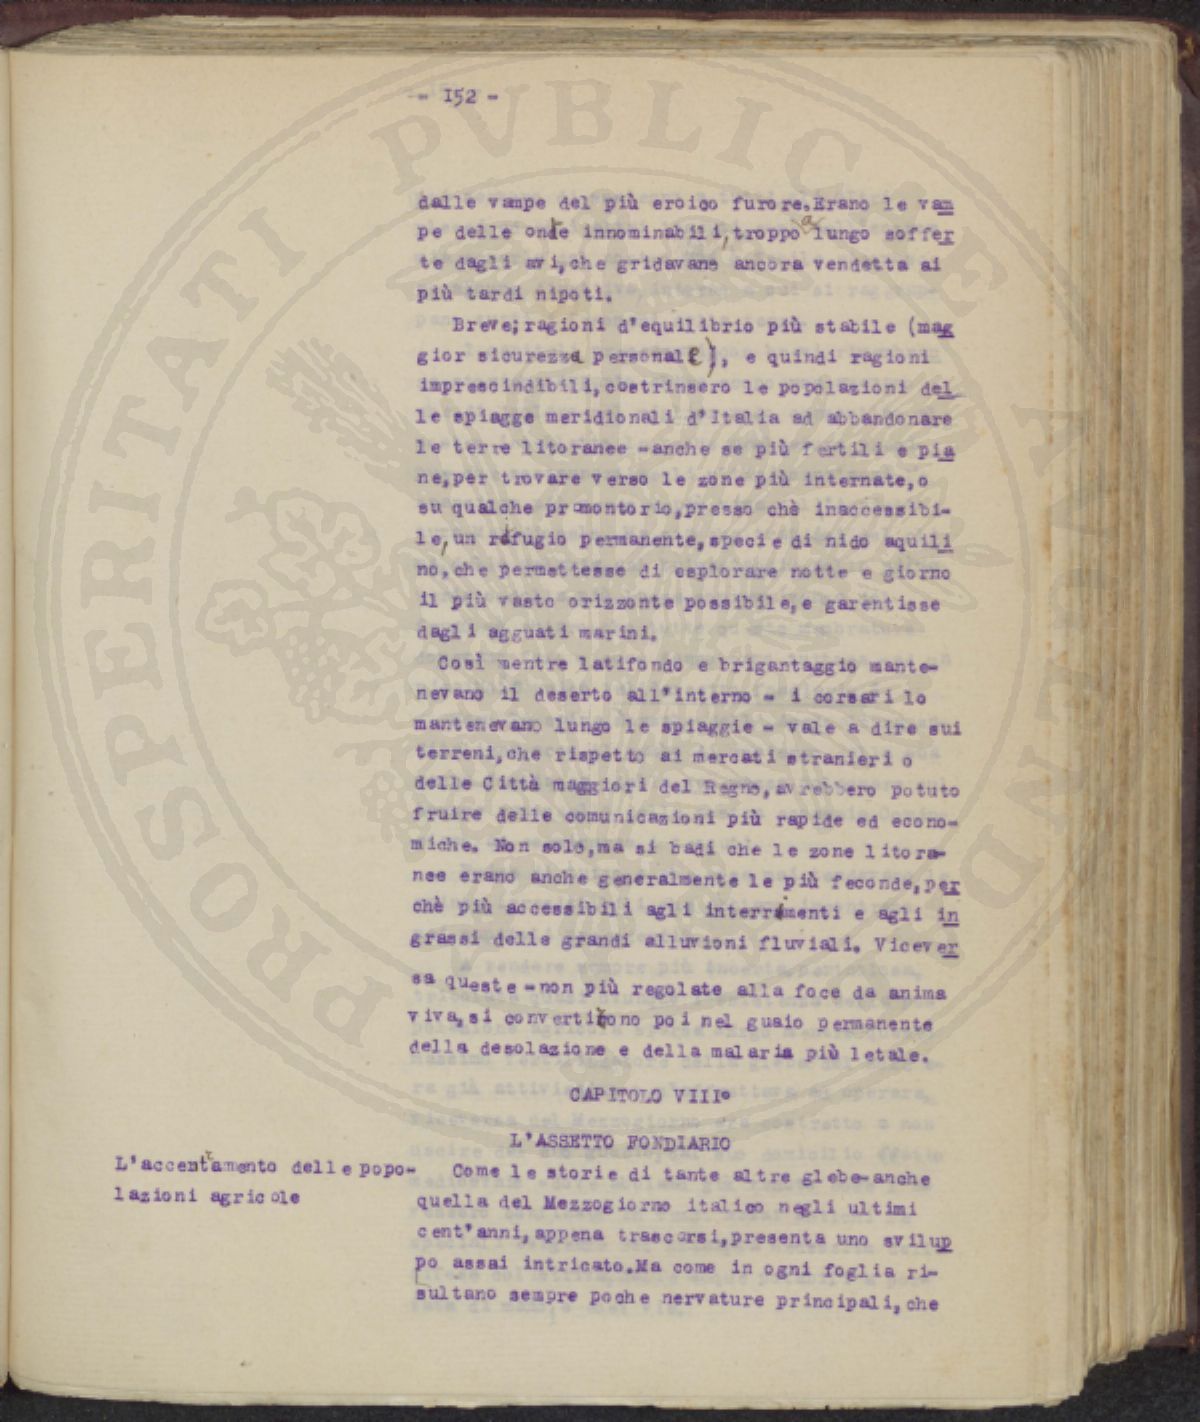 - I52 -
dalle vampe del più eroico furore.Erano le vam
pe delle onte innominabili,troppo a lungo soffer
te dagli avi,che gridavano ancora vendetta ai
più tardi nipoti.
Breve;ragioni d'equilibrio più stabile (mag
gior sicurezza personale), e quindi ragioni
imprescindibili,costrinsero le popolazioni del
le spiagge meridionali d'Italia ad abbandonare
le terre litoranee -anche se più fertili e pia
ne,per trovare verso le zone più internate,o
su qualche promontorio,presso chè inaccessibi-
le,un rifugio permanente,specie di nido aquili
no,che permettesse di esplorare notte e giorno
il più vasto orizzonte possibile,e garentisse
dagli agguati marini.
Così mentre latifondo e brigantaggio mante-
nevano il deserto all'interno - i corsari lo
mantenevano lungo le spiaggie - vale a dire sui
terreni,che rispetto ai mercati stranieri o
delle Città maggiori del Regno,avrebbero potuto
fruire delle comunicazioni più rapide ed econo-
miche. Non solo,ma si badi che le zone litora-
nee erano anche generalmente le più feconde,per
chè più accessibili agli interrimenti e agli in
grassi delle grandi alluvioni fluviali. Vicever
sa queste -non più regolate alla foce da anima
viva,si convertirono poi nel guaio permanente
della desolazione e della malaria più letale.
CAPITOLO VIII°
L'ASSETTO FONDIARIO
L'accentramento delle popo-
lazioni agricole
Come le storie di tante altre glebe-anche
quella del Mezzogiorno italico negli ultimi
cent'anni,appena trascorsi,presenta uno svilup
po assai intricato.Ma come in ogni foglia ri-
sultano sempre poche nervature principali,che
PROSPERITATI PVBLICAE AVGENDAE